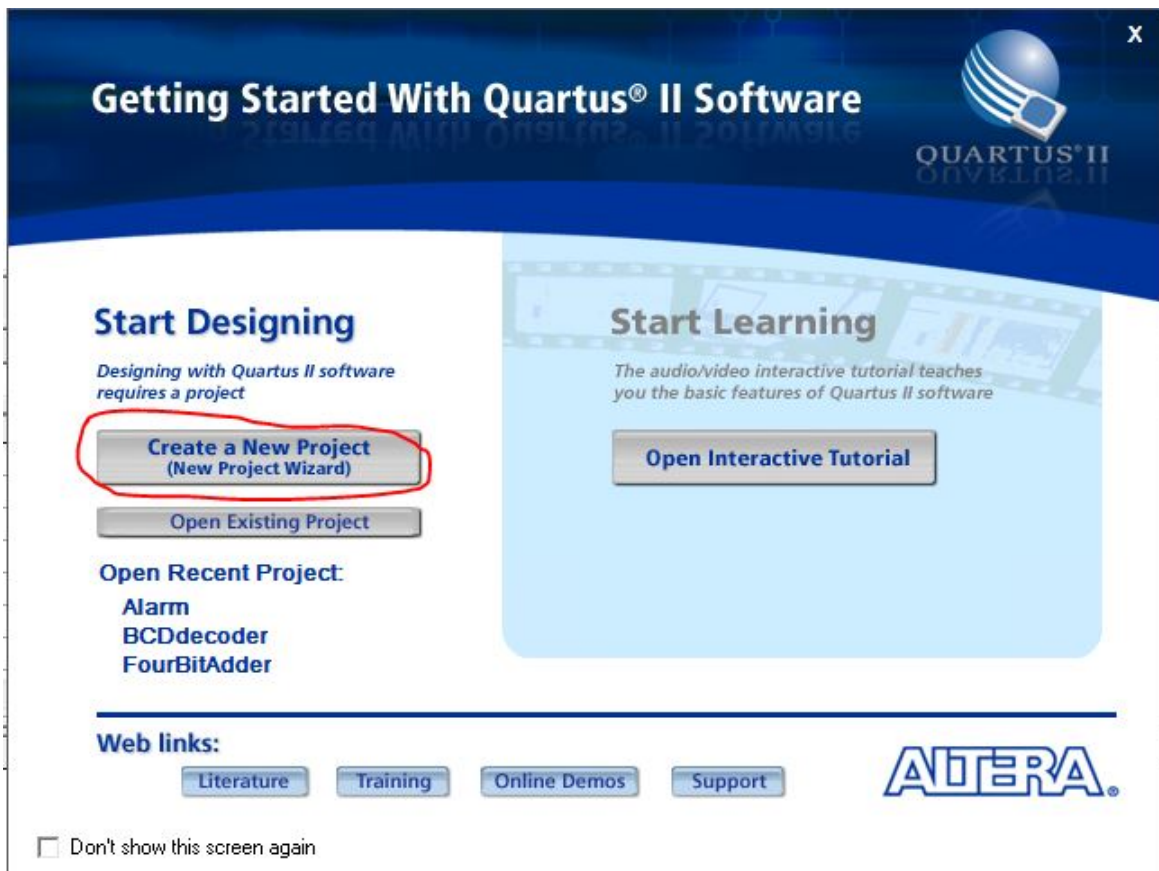 X
Getting Started With Quartus® II Software
QUARTUS®II
Start Designing
Designing with Quartus II software
requires a project
Create a New Project
(New Project Wizard)
Open Existing Project
Open Recent Project:
Alarm
BCDdecoder
FourBitAdder
Start Learning
The audio/video interactive tutorial teaches
you the basic features of Quartus II software
Open Interactive Tutorial
Web links:
Literature
Training
Online Demos
Support
ALTERA®
Don't show this screen again